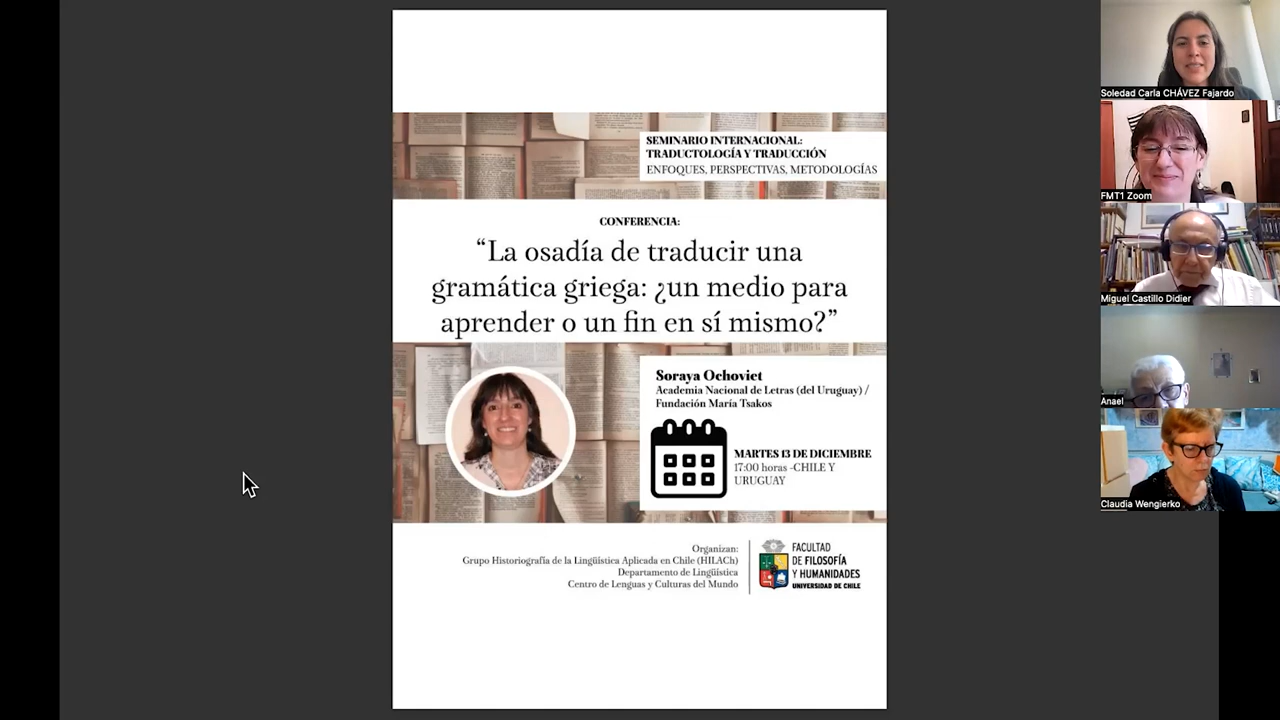 SEMINARIO INTERNACIONAL:
TRADUCTOLOGÍA Y TRADUCCIÓN
ENFOQUES, PERSPECTIVAS, METODOLOGÍAS
CONFERENCIA:
“La osadía de traducir una
gramática griega: ¿un medio para
aprender o un fin en sí mismo?”
Soraya Ochoviet
Academia Nacional de Letras (del Uruguay) /
Fundación María Tsakos
MARTES 13 DE DICIEMBRE
17:00 horas -CHILE Y
URUGUAY
Organizan:
Grupo Historiografía de la Lingüística Aplicada en Chile (HILACh)
Departamento de Lingüística
Centro de Lenguas y Culturas del Mundo
FACULTAD
DE FILOSOFÍA
Y HUMANIDADES
UNIVERSIDAD DE CHILE
Soledad Carla CHÁVEZ Fajardo
FMT1 Zoom
Miguel Castillo Didier
Anael
Claudia Wengierko